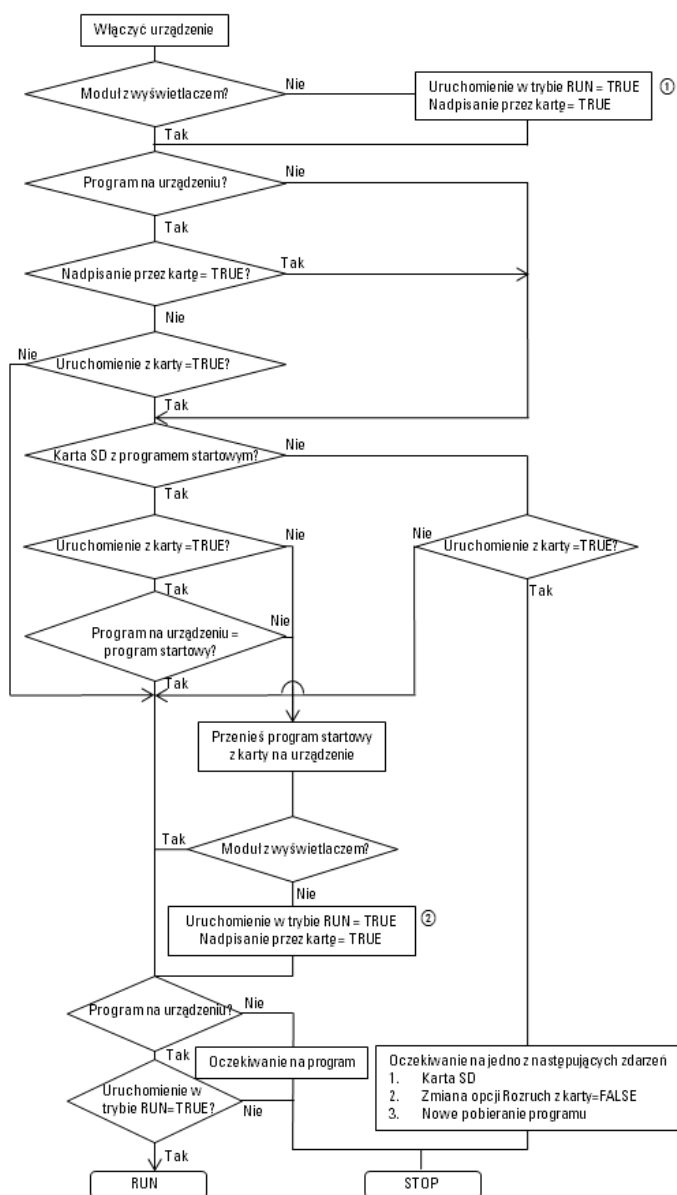 Włączyć urządzenie
Moduł z wyświetlaczem?
Nie
Uruchomienie w trybie RUN = TRUE
Nadpisanie przez kartę = TRUE
①
Tak
Program na urządzeniu?
Nie
Tak
Nadpisanie przez kartę = TRUE?
Tak
Nie
Nie
Uruchomienie z karty =TRUE?
Tak
Karta SD z programem startowym?
Nie
Tak
Uruchomienie z karty =TRUE?
Nie
Nie
Uruchomienie z karty =TRUE?
Tak
Tak
Program na urządzeniu =
program startowy?
Nie
Tak
Przenieś program startowy
z karty na urządzenie
Tak
Moduł z wyświetlaczem?
Nie
Uruchomienie w trybie RUN = TRUE
Nadpisanie przez kartę = TRUE
②
Program na urządzeniu?
Nie
Tak
Oczekiwanie na program
Oczekiwanie na jedno z następujących zdarzeń
1. Karta SD
2. Zmiana opcji Rozruch z karty=FALSE
3. Nowe pobieranie programu
Uruchomienie w
trybie RUN=TRUE?
Nie
Tak
RUN
STOP